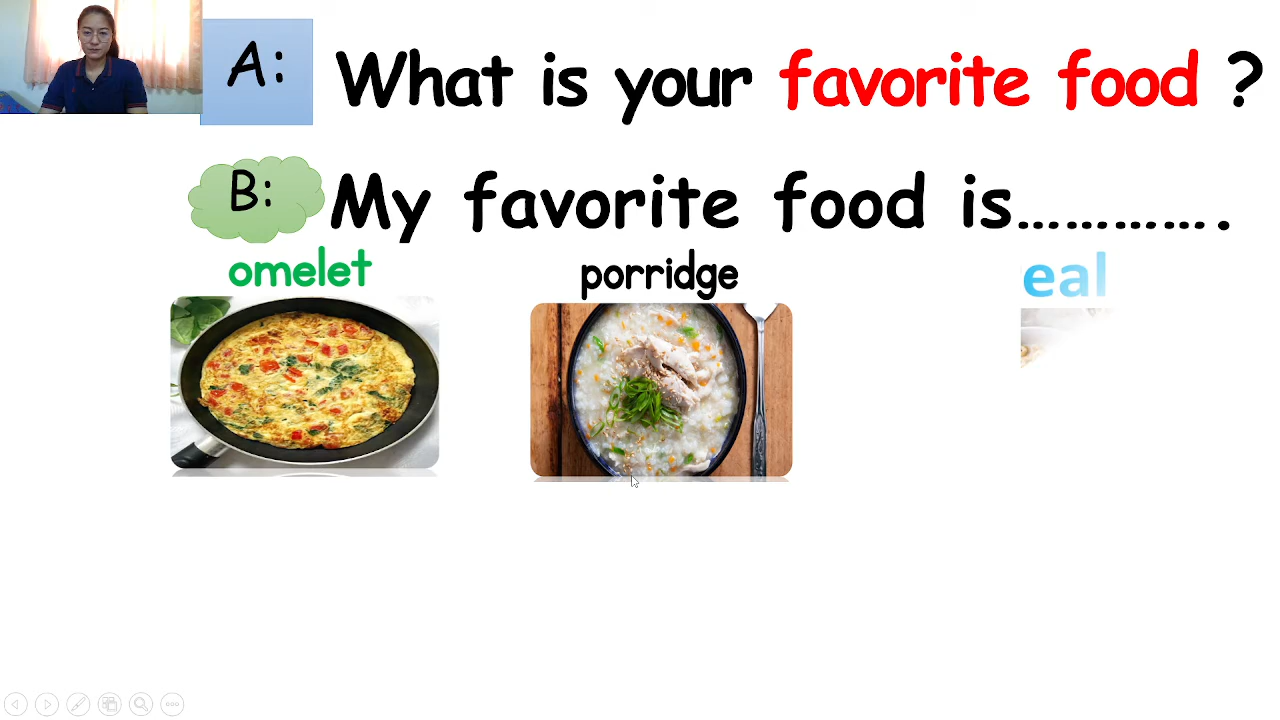 A: What is your favorite food ?
B: My favorite food is………….
omelet porridge eal